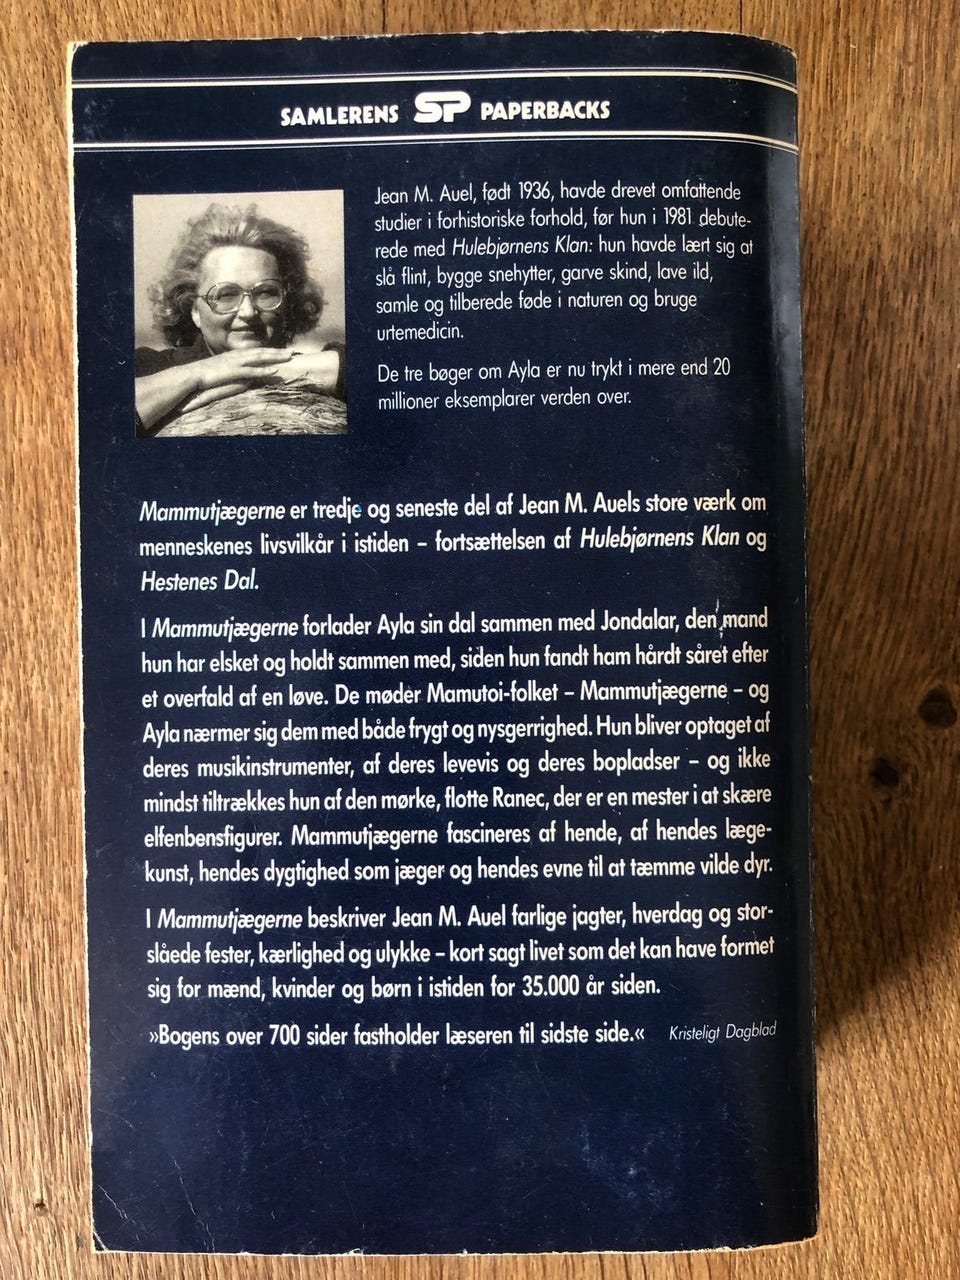 SAMLERENS SP PAPERBACKS
Jean M. Auel, født 1936, havde drevet omfattende
studier i forhistoriske forhold, før hun i 1981 debute-
rede med Hulebjørnens Klan: hun havde lært sig at
slå flint, bygge snehytter, garve skind, lave ild,
samle og tilberede føde i naturen og bruge
urtemedicin.
De tre bøger om Ayla er nu trykt i mere end 20
millioner eksemplarer verden over.
Mammutjægerne er tredje og seneste del af Jean M. Auels store værk om
menneskenes livsvilkår i istiden – fortsættelsen af Hulebjørnens Klan og
Hestenes Dal.
I Mammutjægerne forlader Ayla sin dal sammen med Jondalar, den mand
hun har elsket og holdt sammen med, siden hun fandt ham hårdt såret efter
et overfald af en løve. De møder Mamutoi-folket – Mammutjægerne – og
Ayla nærmer sig dem med både frygt og nysgerrighed. Hun bliver optaget af
deres musikinstrumenter, af deres levevis og deres bopladser – og ikke
mindst tiltrækkes hun af den mørke, flotte Ranec, der er en mester i at skære
elfenbensfigurer. Mammutjægerne fascineres af hende, af hendes læge-
kunst, hendes dygtighed som jæger og hendes evne til at tæmme vilde dyr.
I Mammutjægerne beskriver Jean M. Auel farlige jagter, hverdag og stor-
slåede fester, kærlighed og ulykke – kort sagt livet som det kan have formet
sig for mænd, kvinder og børn i istiden for 35.000 år siden.
»Bogens over 700 sider fastholder læseren til sidste side.« Kristeligt Dagblad